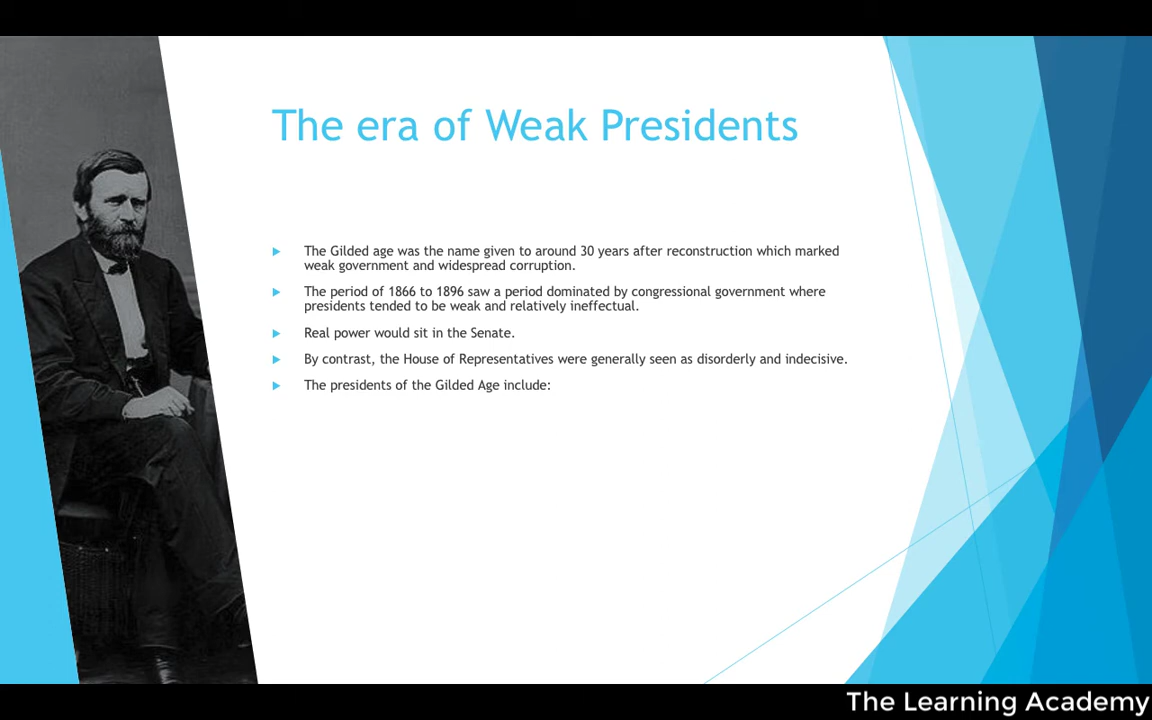 The era of Weak Presidents
The Gilded age was the name given to around 30 years after reconstruction which marked
weak government and widespread corruption.
The period of 1866 to 1896 saw a period dominated by congressional government where
presidents tended to be weak and relatively ineffectual.
Real power would sit in the Senate.
By contrast, the House of Representatives were generally seen as disorderly and indecisive.
The presidents of the Gilded Age include:
The Learning Academy